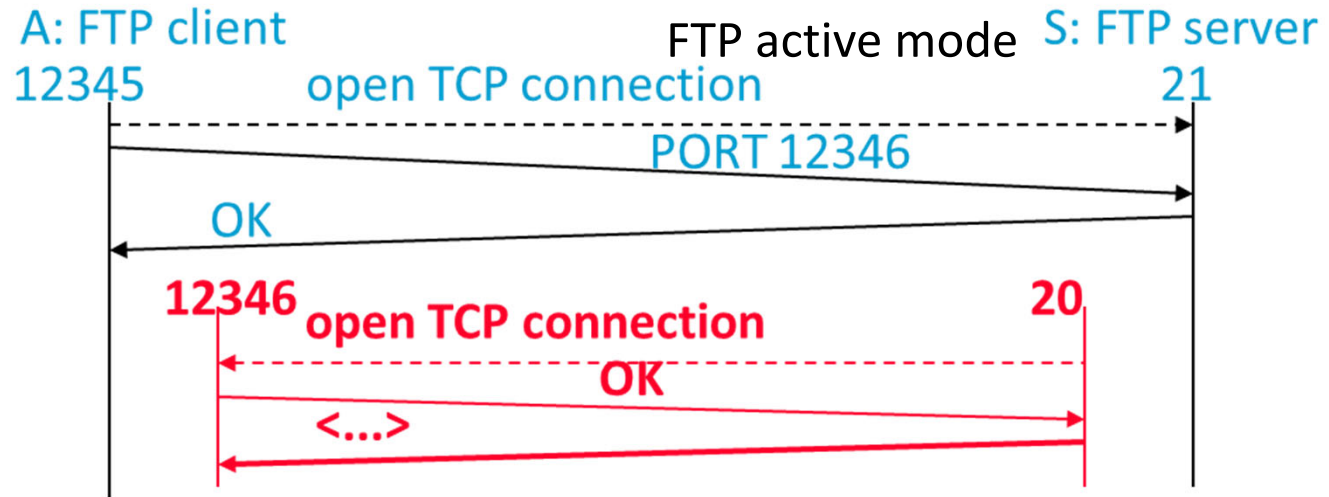 A: FTP client
FTP active mode
S: FTP server
12345
open TCP connection
21
PORT 12346
OK
12346
20
open TCP connection
OK
<...>